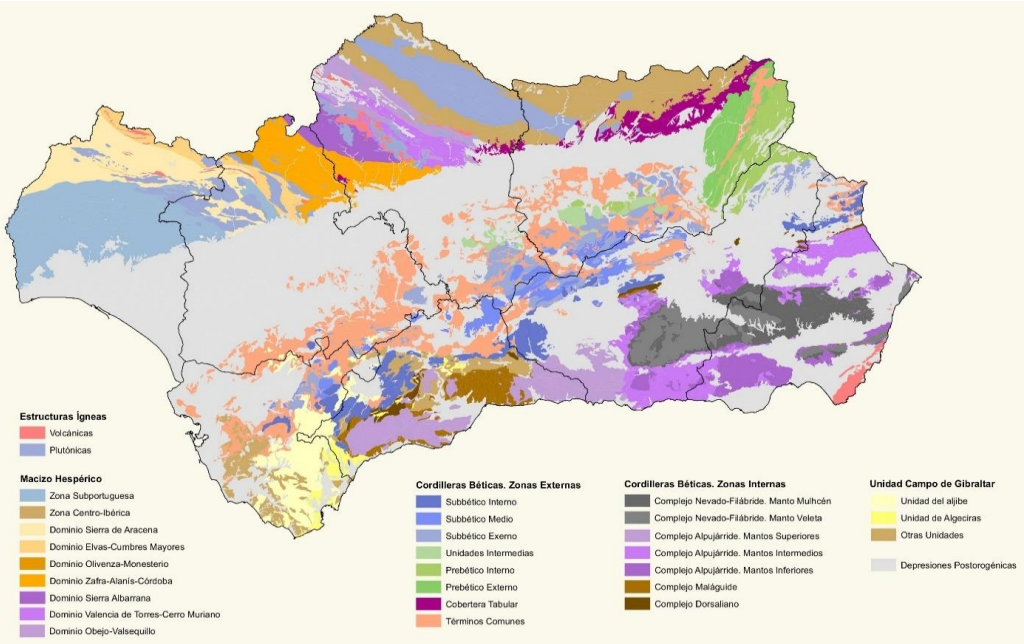 Estructuras Ígneas
Volcánicas
Plutónicas
Macizo Hespérico
Zona Subportuguesa
Zona Centro-Ibérica
Dominio Sierra de Aracena
Dominio Elvas-Cumbres Mayores
Dominio Olivenza-Monesterio
Dominio Zafra-Alanís-Córdoba
Dominio Sierra Albarrana
Dominio Valencia de Torres-Cerro Muriano
Dominio Obejo-Valsequillo
Cordilleras Béticas. Zonas Externas
Subbético Interno
Subbético Medio
Subbético Exerno
Unidades Intermedias
Prebético Interno
Prebético Externo
Cobertera Tabular
Términos Comunes
Cordilleras Béticas. Zonas Internas
Complejo Nevado-Filábride. Manto Mulhcén
Complejo Nevado-Filábride. Manto Veleta
Complejo Alpujárride. Mantos Superiores
Complejo Alpujárride. Mantos Intermedios
Complejo Alpujárride. Mantos Inferiores
Complejo Maláguide
Complejo Dorsaliano
Unidad Campo de Gibraltar
Unidad del aljibe
Unidad de Algeciras
Otras Unidades
Depresiones Postorogénicas